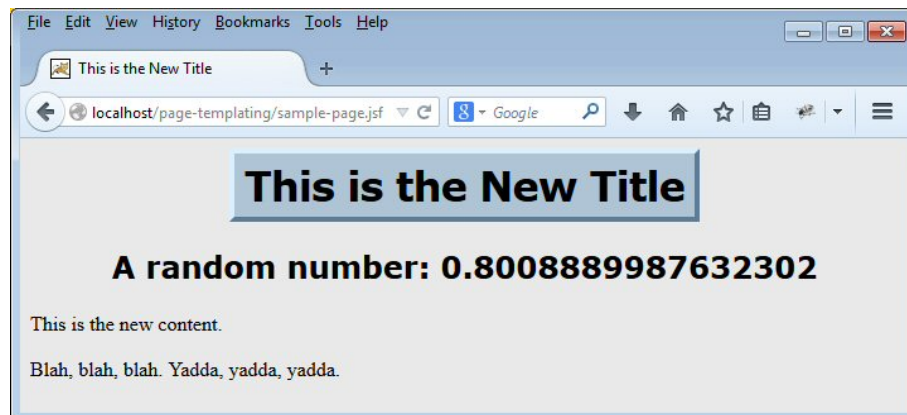 File Edit View History Bookmarks Tools Help
This is the New Title
localhost/page-templating/sample-page.jsf Google
This is the New Title
A random number: 0.8008889987632302
This is the new content.
Blah, blah, blah. Yadda, yadda, yadda.